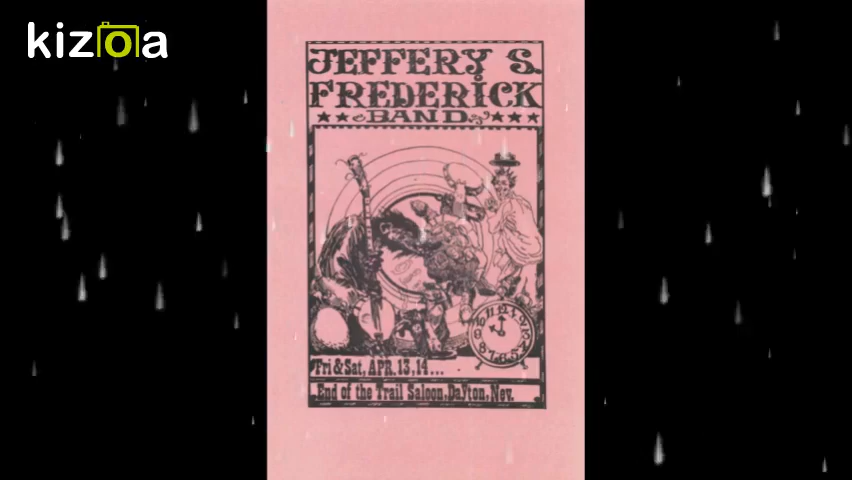 kizoa
JEFFERY S.
FREDERICK
BAND
Fri & Sat, APR. 13, 14...
End of the Trail Saloon, Dayton, Nev.